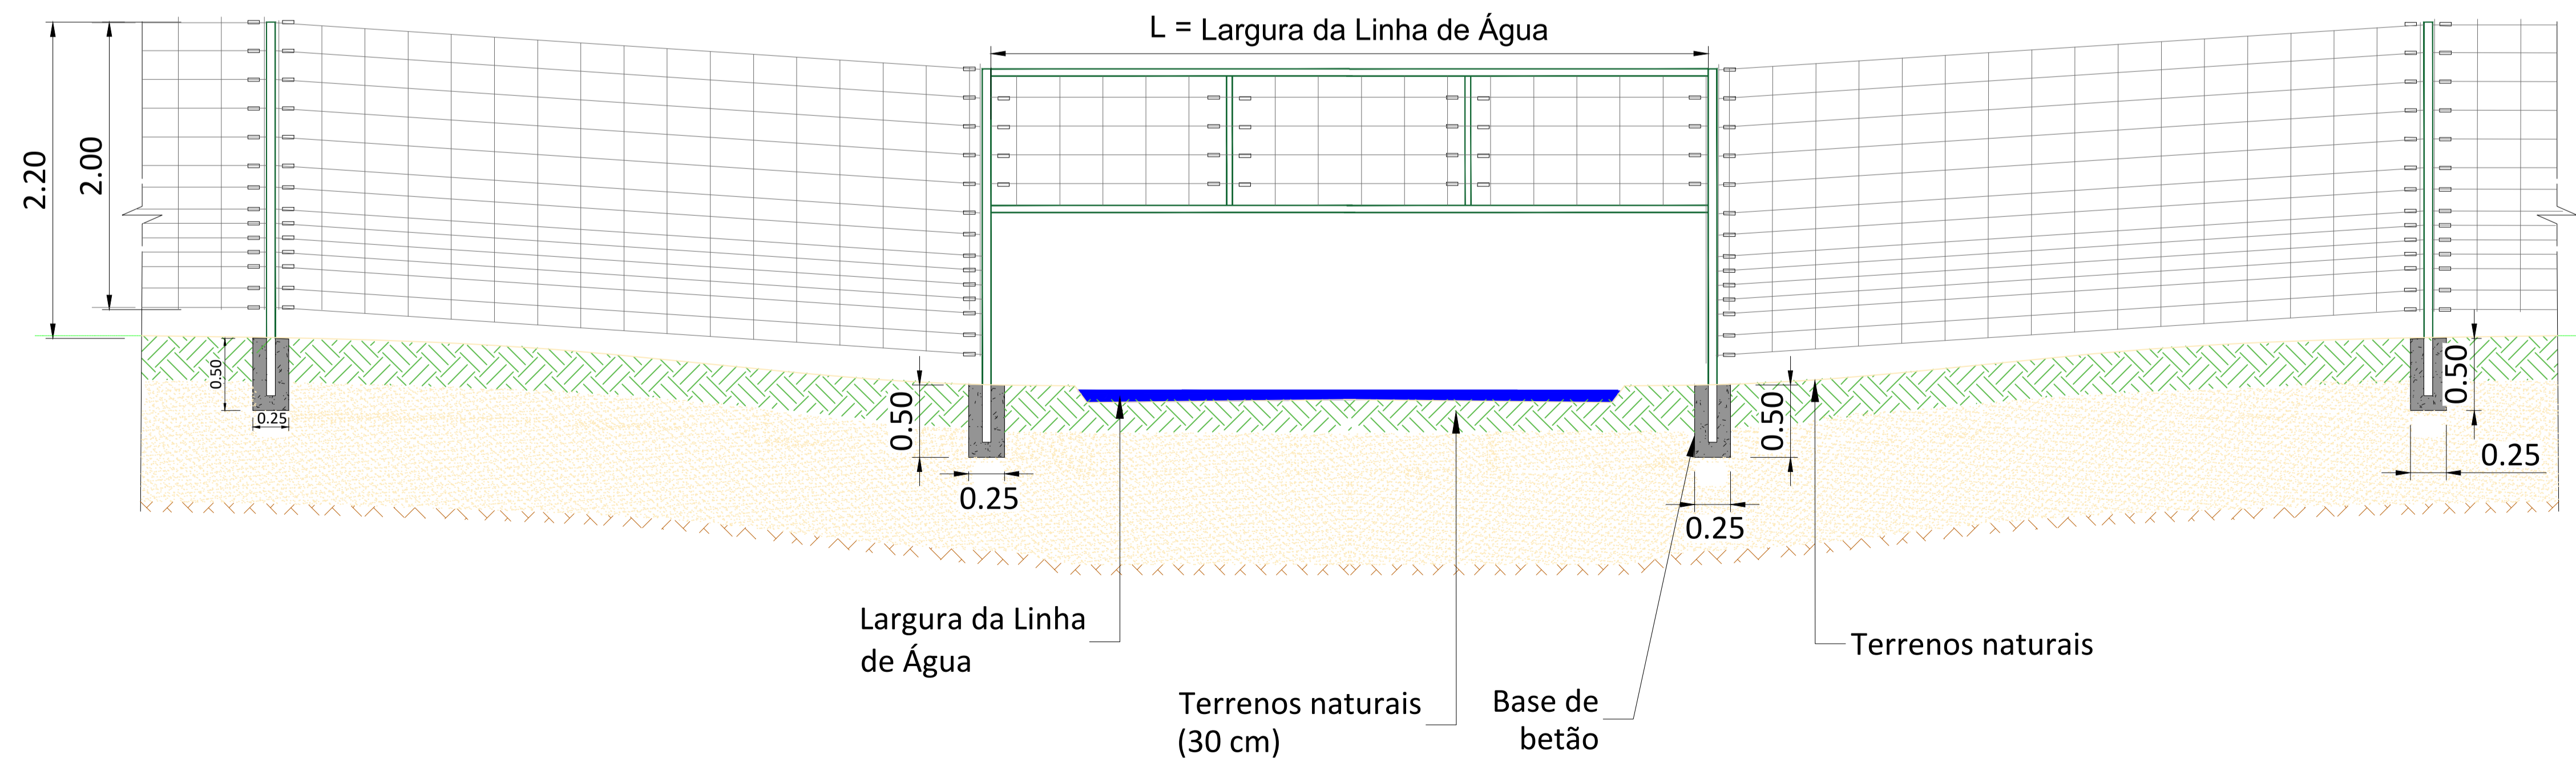 L = Largura da Linha de Água
2.20
2.00
0.50
0.25
0.50
0.25
0.50
0.25
0.50
0.25
Largura da Linha
de Água
Terrenos naturais
(30 cm)
Base de
betão
Terrenos naturais